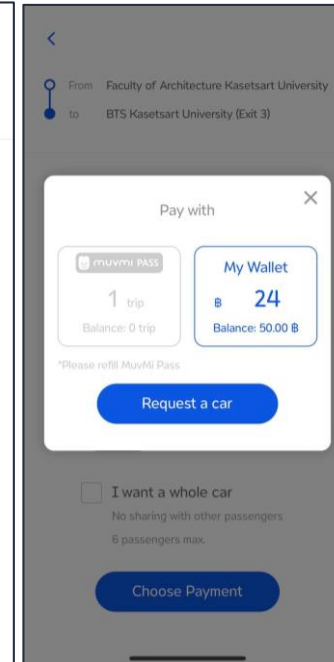 From Faculty of Architecture Kasetsart University
to BTS Kasetsart University (Exit 3)
Pay with
muvmi PASS
1 trip
Balance: 0 trip
My Wallet
฿ 24
Balance: 50.00 ฿
*Please refill MuvMi Pass
Request a car
I want a whole car
No sharing with other passengers
6 passengers max.
Choose Payment